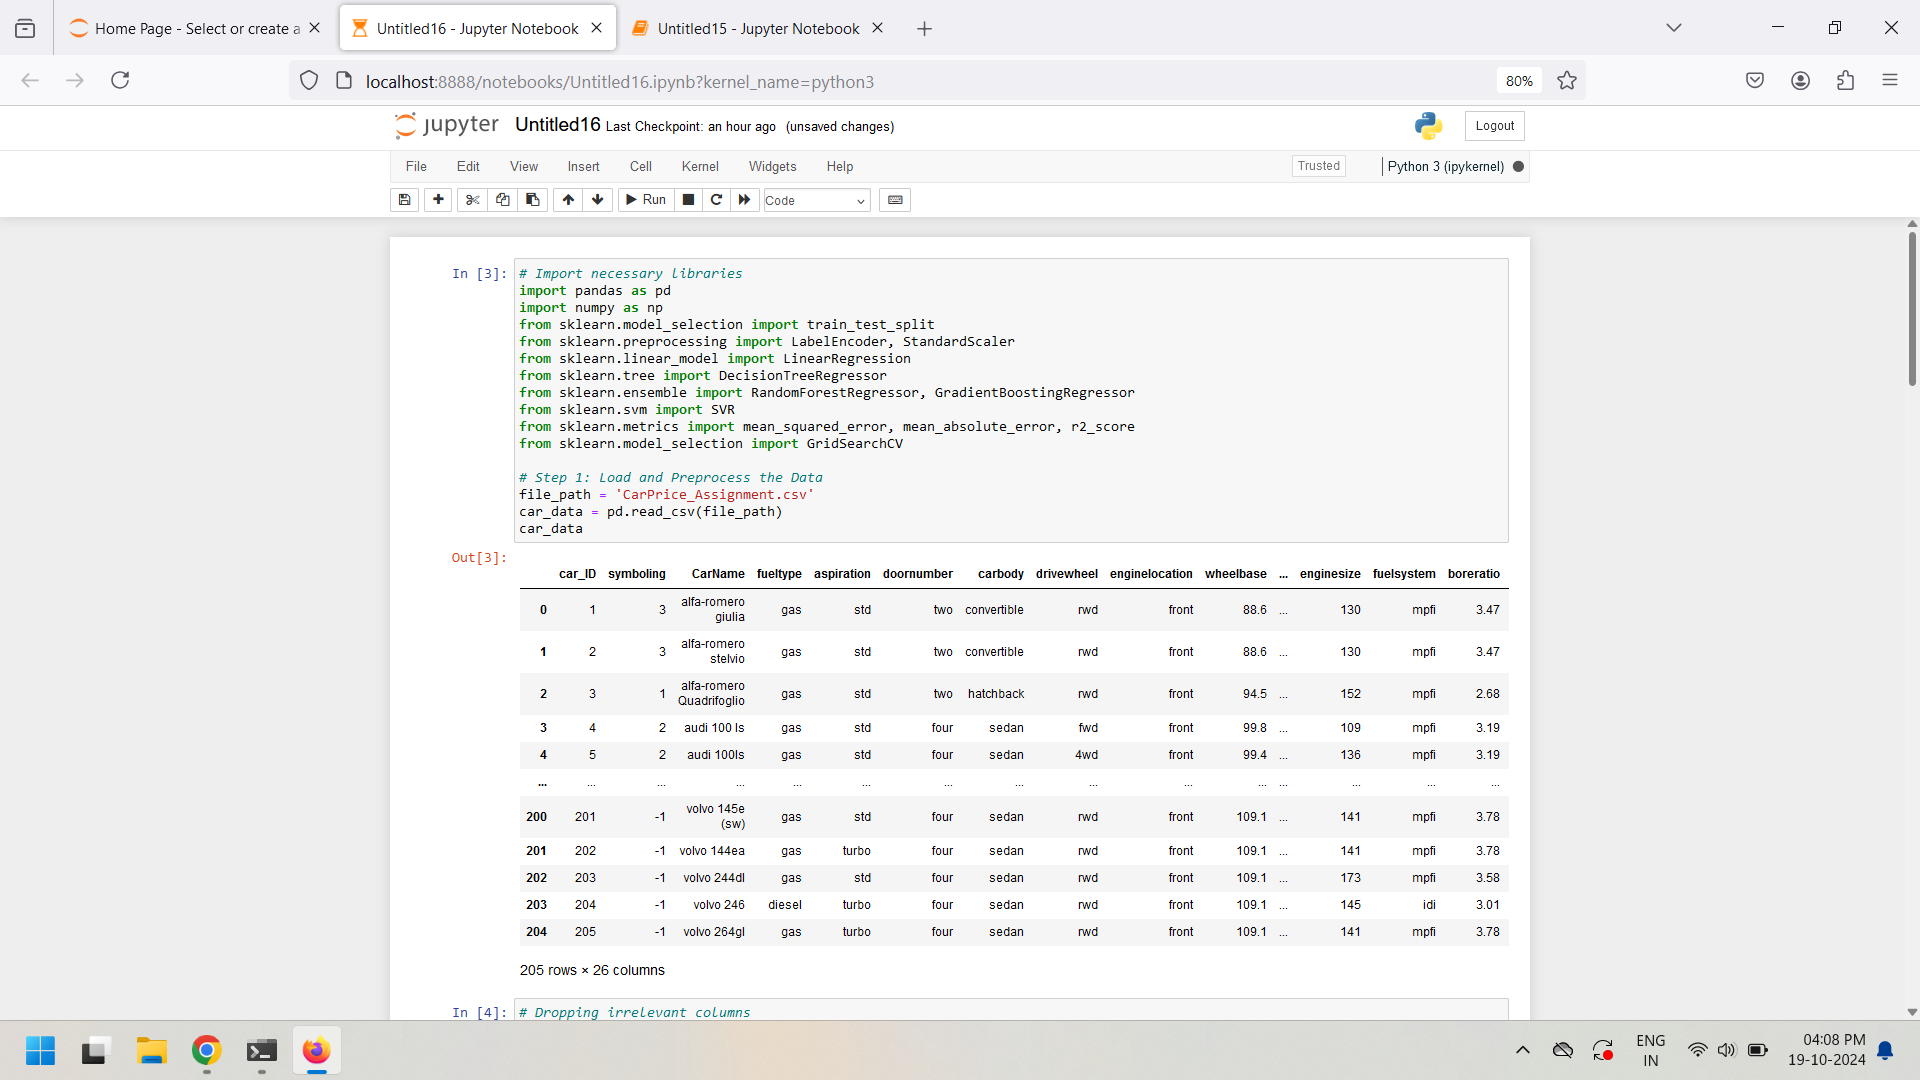 Home Page - Select or create a
Untitled16 - Jupyter Notebook
Untitled15 - Jupyter Notebook
localhost:8888/notebooks/Untitled16.ipynb?kernel_name=python3
80%
jupyter Untitled16 Last Checkpoint: an hour ago (unsaved changes)
Logout
File Edit View Insert Cell Kernel Widgets Help
Trusted
Python 3 (ipykernel)
Run
Code
In [3]:
# Import necessary libraries
import pandas as pd
import numpy as np
from sklearn.model_selection import train_test_split
from sklearn.preprocessing import LabelEncoder, StandardScaler
from sklearn.linear_model import LinearRegression
from sklearn.tree import DecisionTreeRegressor
from sklearn.ensemble import RandomForestRegressor, GradientBoostingRegressor
from sklearn.svm import SVR
from sklearn.metrics import mean_squared_error, mean_absolute_error, r2_score
from sklearn.model_selection import GridSearchCV
# Step 1: Load and Preprocess the Data
file_path = 'CarPrice_Assignment.csv'
car_data = pd.read_csv(file_path)
car_data
Out[3]:
car_ID symboling CarName fueltype aspiration doornumber carbody drivewheel enginelocation wheelbase ... enginesize fuelsystem boreratio
0 1 3 alfa-romero giulia gas std two convertible rwd front 88.6 ... 130 mpfi 3.47
1 2 3 alfa-romero stelvio gas std two convertible rwd front 88.6 ... 130 mpfi 3.47
2 3 1 alfa-romero Quadrifoglio gas std two hatchback rwd front 94.5 ... 152 mpfi 2.68
3 4 2 audi 100 ls gas std four sedan fwd front 99.8 ... 109 mpfi 3.19
4 5 2 audi 100ls gas std four sedan 4wd front 99.4 ... 136 mpfi 3.19
... ... ... ... ... ... ... ... ... ... ... ... ... ... ...
200 201 -1 volvo 145e (sw) gas std four sedan rwd front 109.1 ... 141 mpfi 3.78
201 202 -1 volvo 144ea gas turbo four sedan rwd front 109.1 ... 141 mpfi 3.78
202 203 -1 volvo 244dl gas std four sedan rwd front 109.1 ... 173 mpfi 3.58
203 204 -1 volvo 246 diesel turbo four sedan rwd front 109.1 ... 145 idi 3.01
204 205 -1 volvo 264gl gas turbo four sedan rwd front 109.1 ... 141 mpfi 3.78
205 rows × 26 columns
In [4]:
# Dropping irrelevant columns
ENG
IN
04:08 PM
19-10-2024